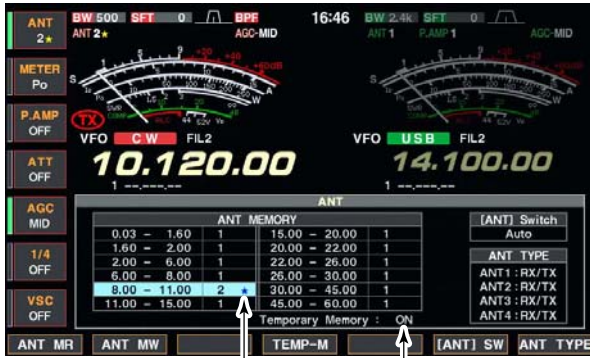 ANT
2★
BW 500 SFT 0 BPF 16:46 BW 2.4k SFT 0
ANT 2★ AGC-MID ANT 1 P.AMP 1 AGC-MID
METER
Po
P.AMP
OFF
TX
VFO CW FIL2 VFO USB FIL2
10.120.00 14.100.00
1 --.---.-- 1 --.---.--
ATT
OFF
AGC
MID
1/4
OFF
VSC
OFF
ANT
ANT MEMORY
0.03 – 1.60 1 15.00 – 20.00 1
1.60 – 2.00 1 20.00 – 22.00 1
2.00 – 6.00 1 22.00 – 26.00 1
6.00 – 8.00 1 26.00 – 30.00 1
8.00 – 11.00 2 ★ 30.00 – 45.00 1
11.00 – 15.00 1 45.00 – 60.00 1
Temporary Memory : ON
[ANT] Switch
Auto
ANT TYPE
ANT1 : RX/TX
ANT2 : RX/TX
ANT3 : RX/TX
ANT4 : RX/TX
ANT MR ANT MW TEMP-M [ANT] SW ANT TYPE